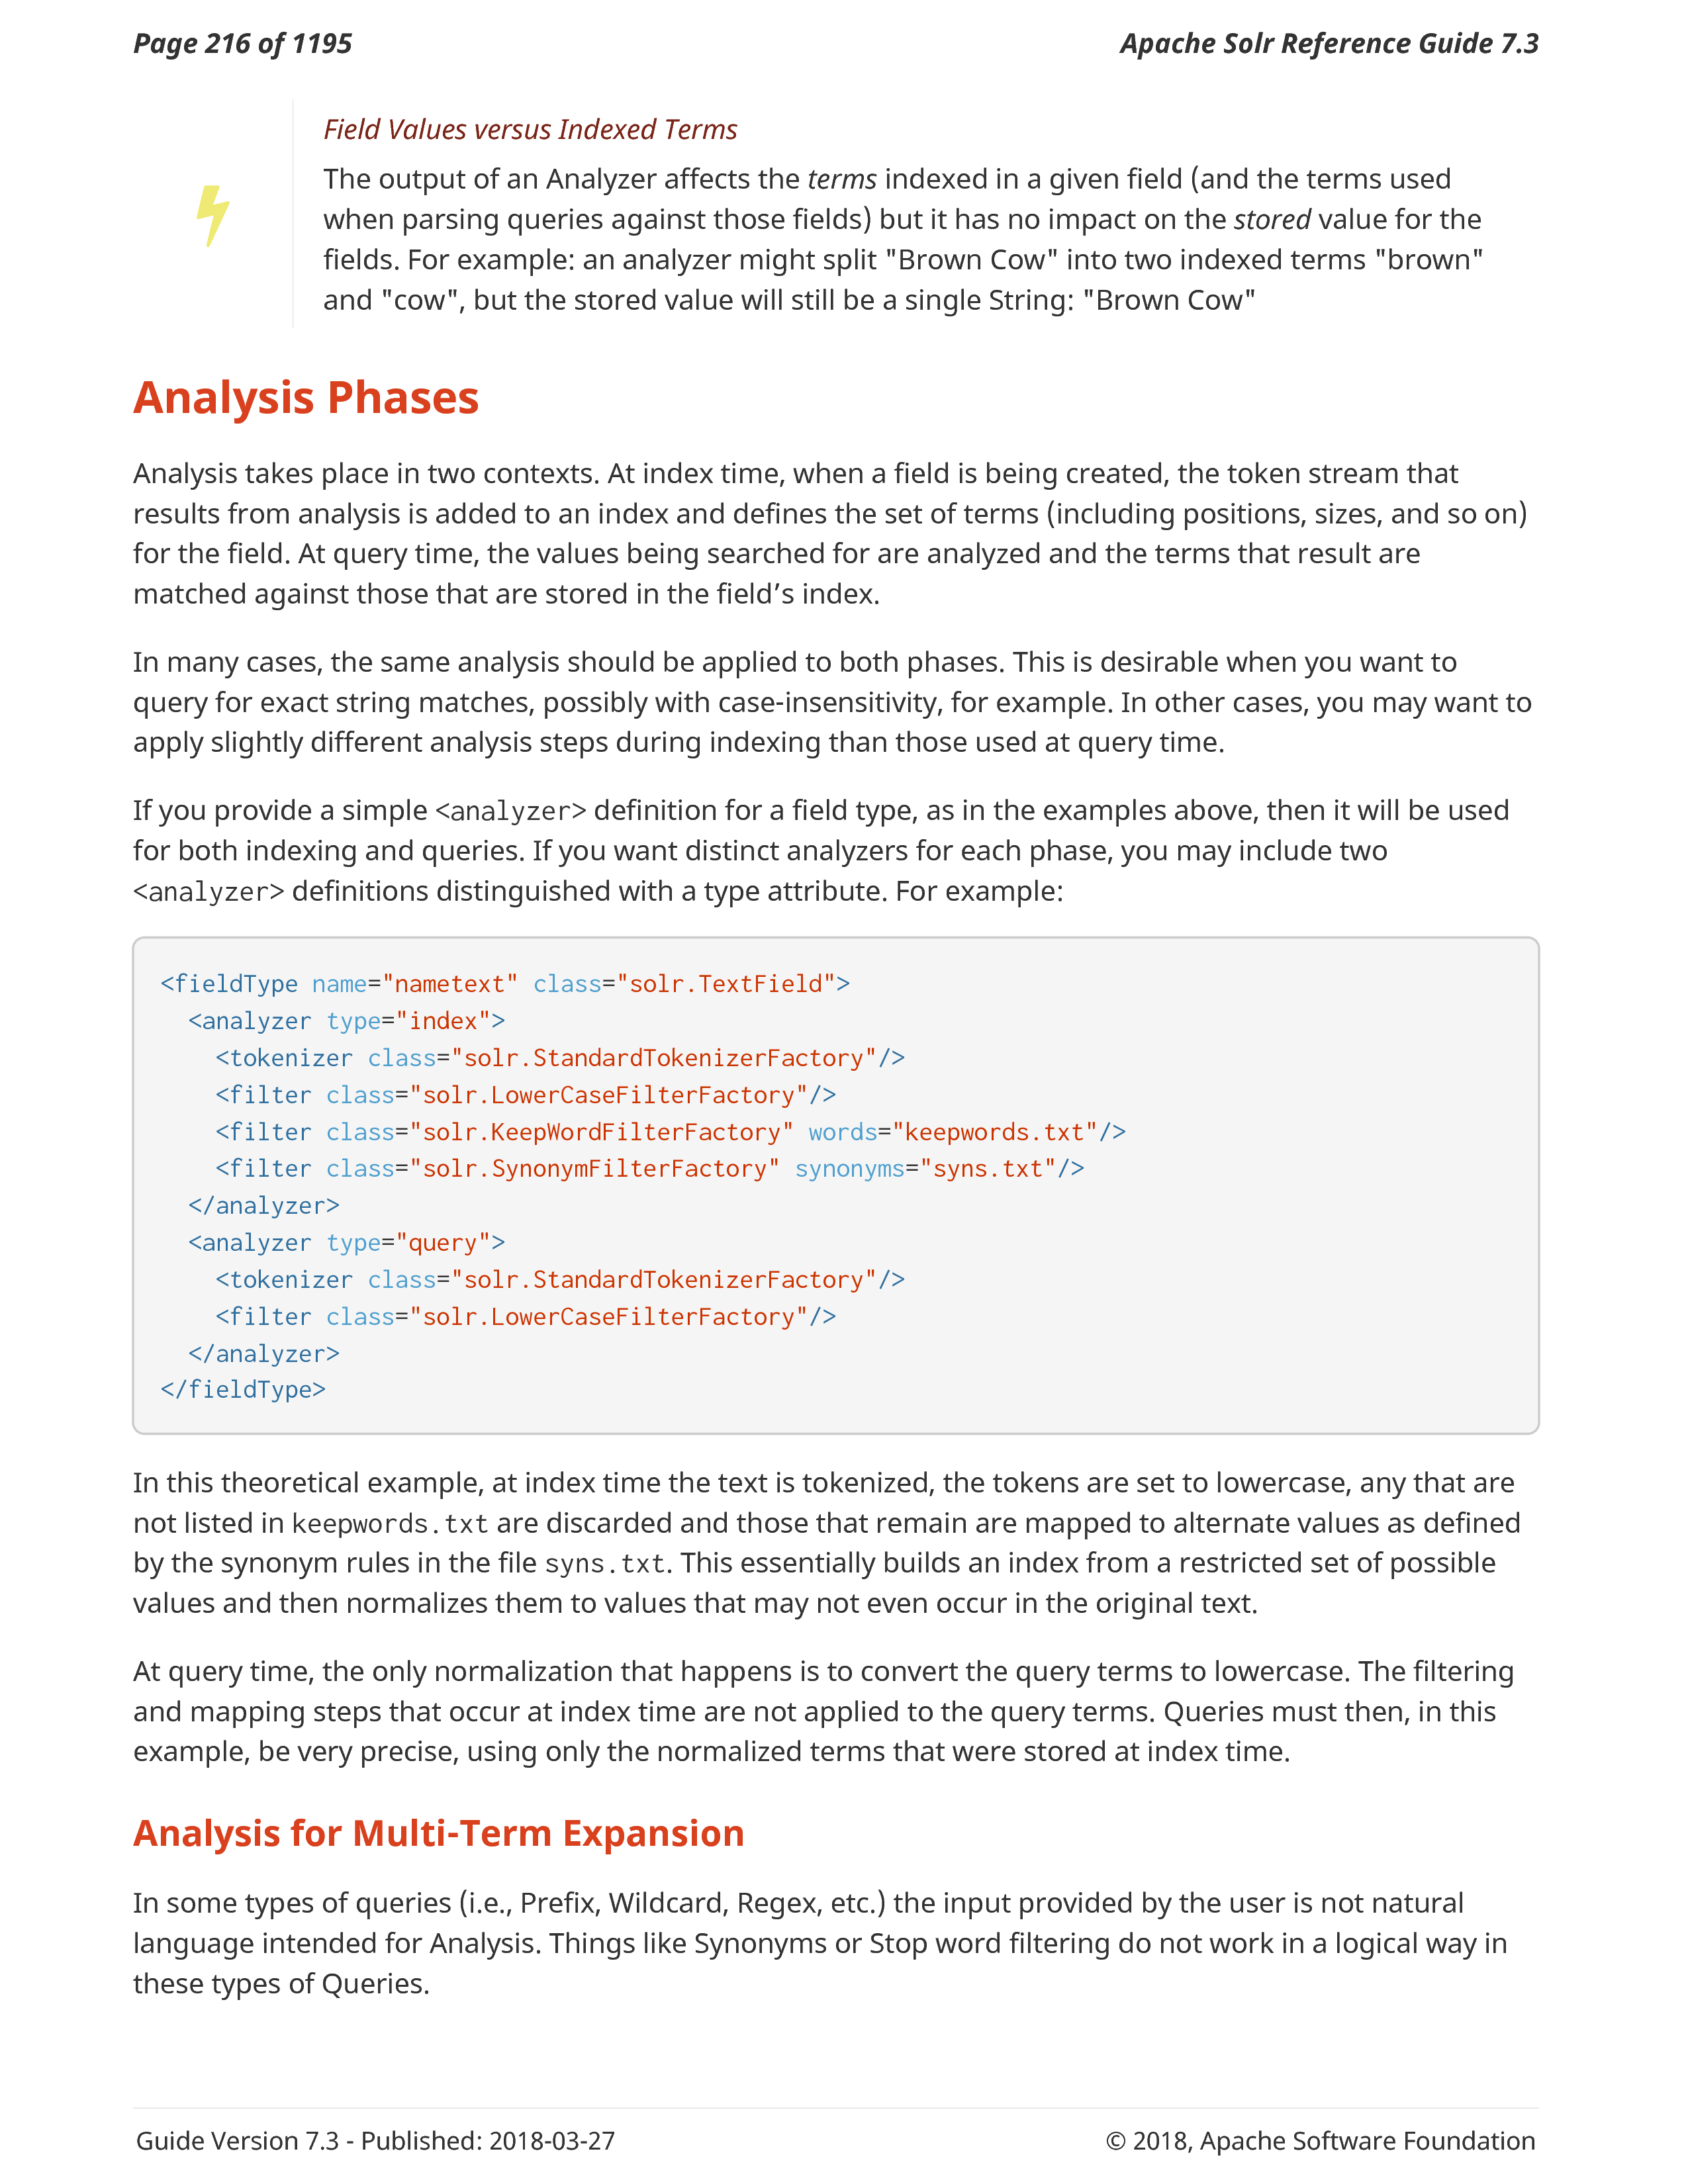 Page 216 of 1195
Apache Solr Reference Guide 7.3
Field Values versus Indexed Terms
The output of an Analyzer affects the terms indexed in a given field (and the terms used
when parsing queries against those fields) but it has no impact on the stored value for the
fields. For example: an analyzer might split "Brown Cow" into two indexed terms "brown"
and "cow", but the stored value will still be a single String: "Brown Cow"
Analysis Phases
Analysis takes place in two contexts. At index time, when a field is being created, the token stream that
results from analysis is added to an index and defines the set of terms (including positions, sizes, and so on)
for the field. At query time, the values being searched for are analyzed and the terms that result are
matched against those that are stored in the field’s index.
In many cases, the same analysis should be applied to both phases. This is desirable when you want to
query for exact string matches, possibly with case-insensitivity, for example. In other cases, you may want to
apply slightly different analysis steps during indexing than those used at query time.
If you provide a simple <analyzer> definition for a field type, as in the examples above, then it will be used
for both indexing and queries. If you want distinct analyzers for each phase, you may include two
<analyzer> definitions distinguished with a type attribute. For example:
<fieldType name="nametext" class="solr.TextField">
  <analyzer type="index">
    <tokenizer class="solr.StandardTokenizerFactory"/>
    <filter class="solr.LowerCaseFilterFactory"/>
    <filter class="solr.KeepWordFilterFactory" words="keepwords.txt"/>
    <filter class="solr.SynonymFilterFactory" synonyms="syns.txt"/>
  </analyzer>
  <analyzer type="query">
    <tokenizer class="solr.StandardTokenizerFactory"/>
    <filter class="solr.LowerCaseFilterFactory"/>
  </analyzer>
</fieldType>
In this theoretical example, at index time the text is tokenized, the tokens are set to lowercase, any that are
not listed in keepwords.txt are discarded and those that remain are mapped to alternate values as defined
by the synonym rules in the file syns.txt. This essentially builds an index from a restricted set of possible
values and then normalizes them to values that may not even occur in the original text.
At query time, the only normalization that happens is to convert the query terms to lowercase. The filtering
and mapping steps that occur at index time are not applied to the query terms. Queries must then, in this
example, be very precise, using only the normalized terms that were stored at index time.
Analysis for Multi-Term Expansion
In some types of queries (i.e., Prefix, Wildcard, Regex, etc.) the input provided by the user is not natural
language intended for Analysis. Things like Synonyms or Stop word filtering do not work in a logical way in
these types of Queries.
Guide Version 7.3 - Published: 2018-03-27
© 2018, Apache Software Foundation